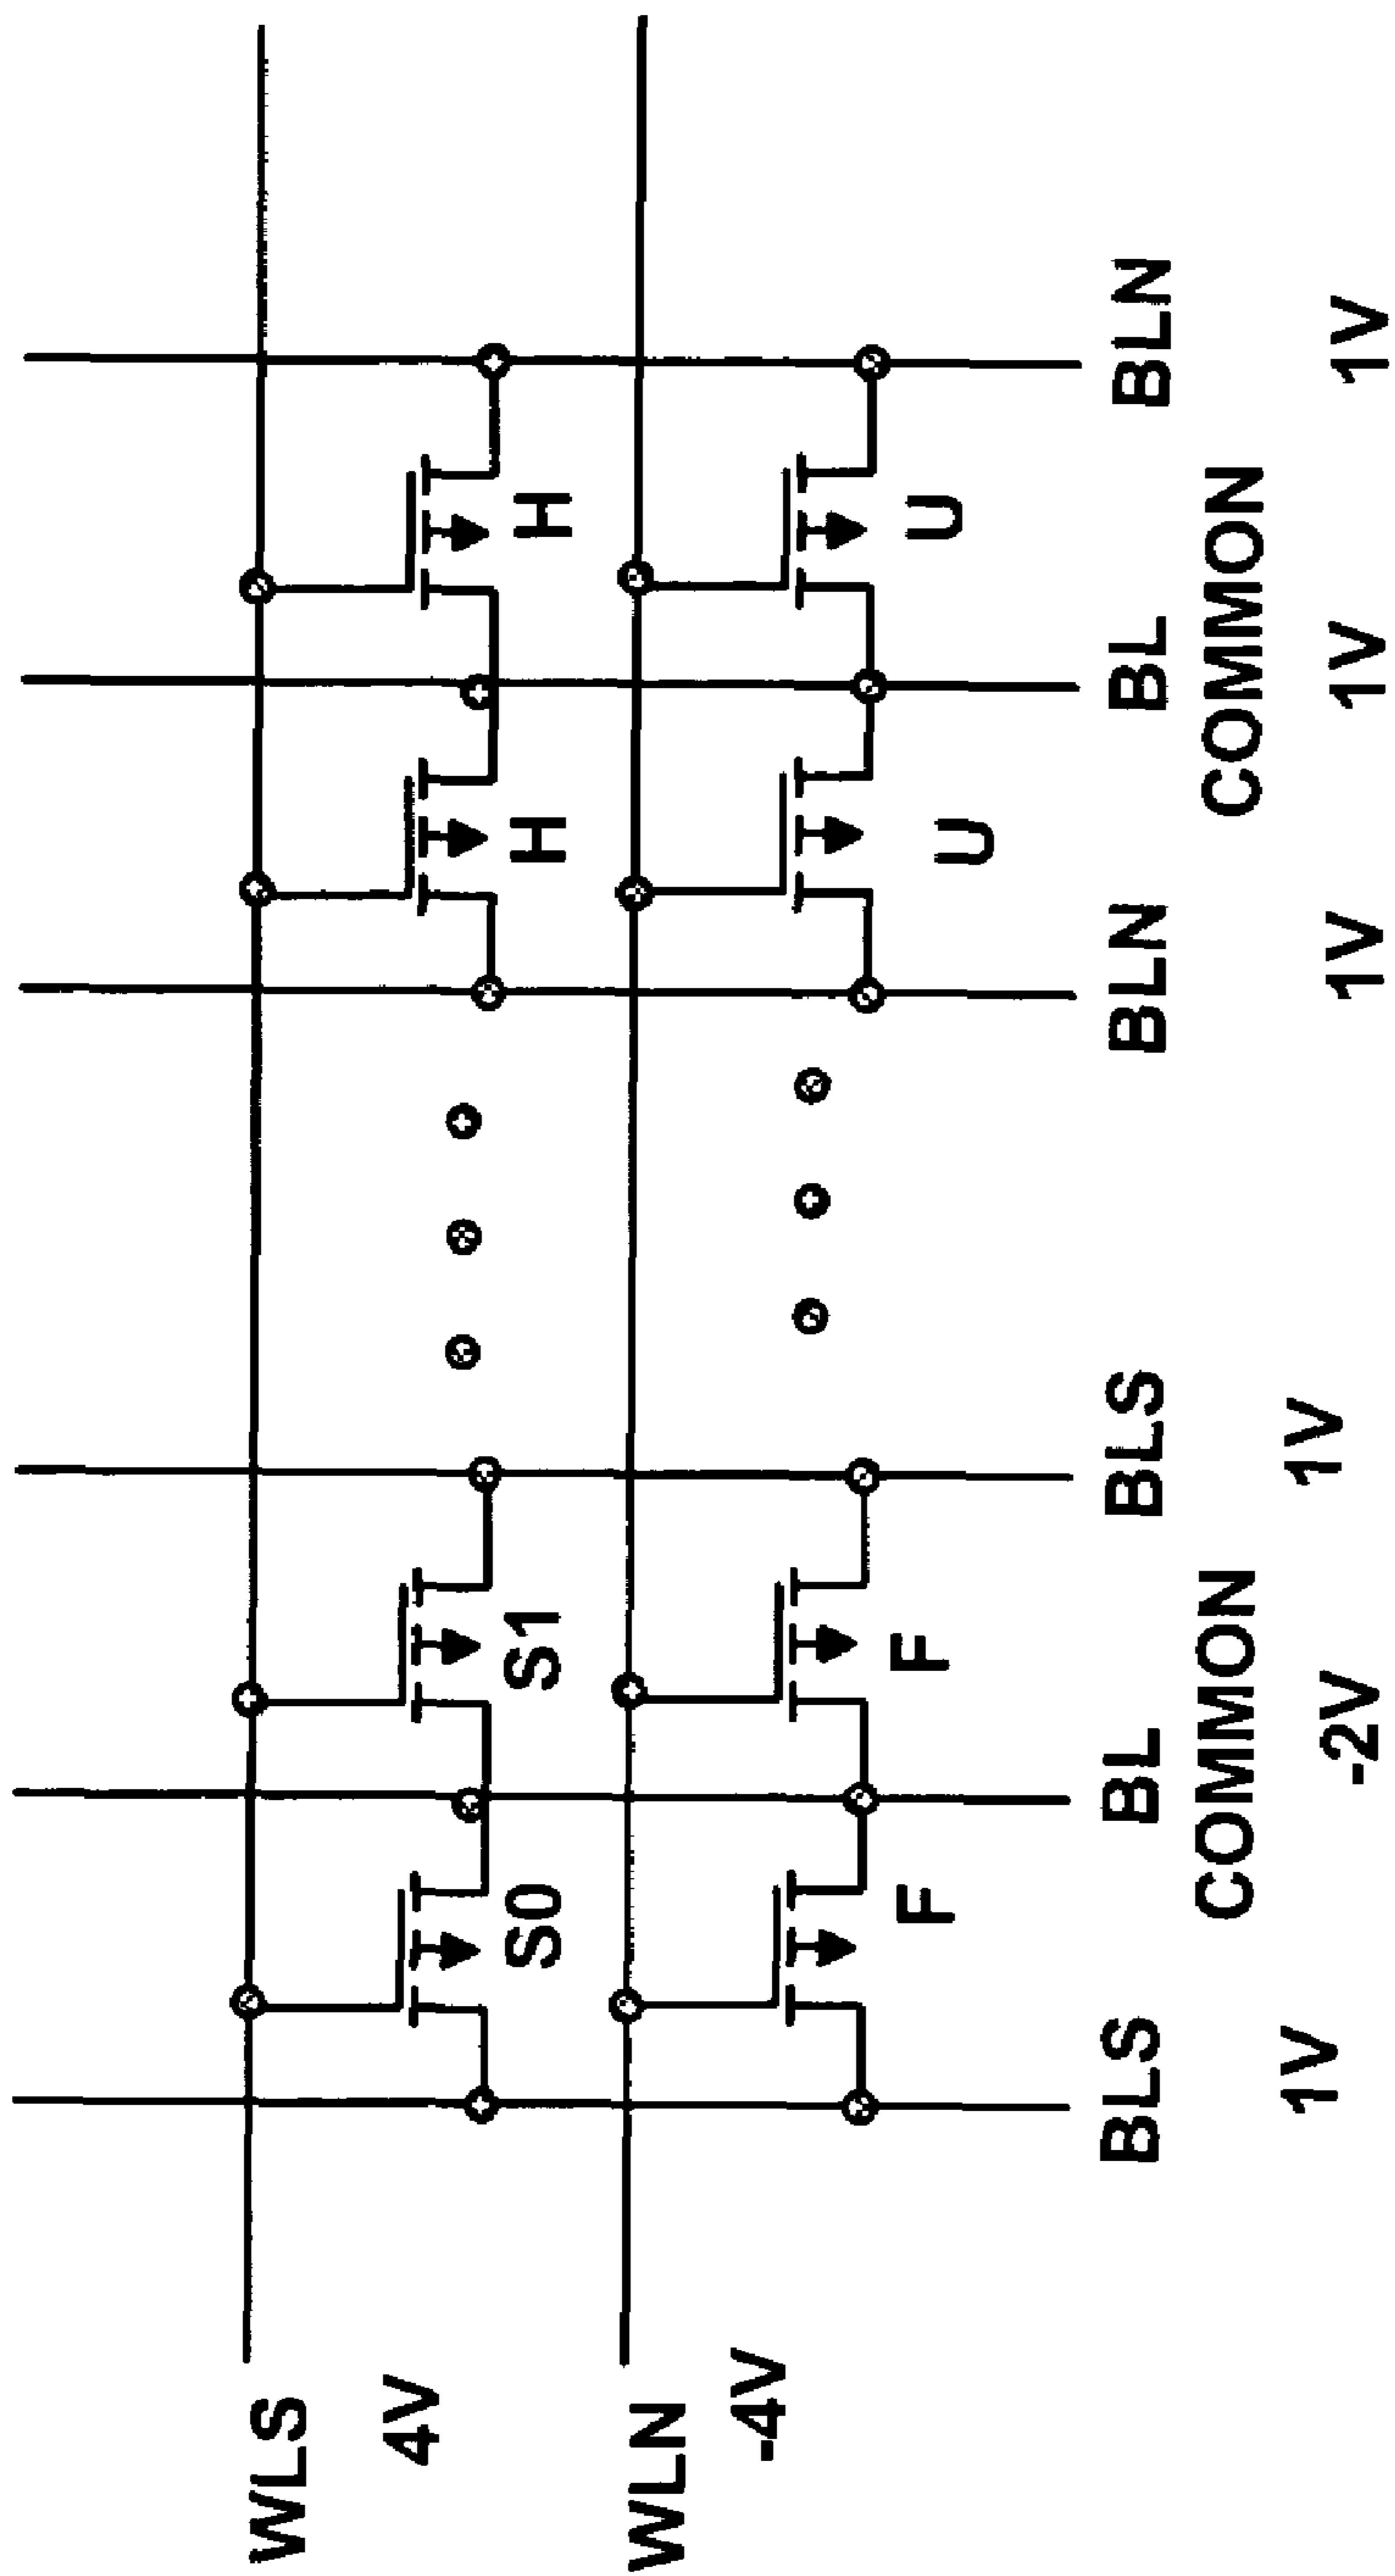 WLS
4V
S0 S1 H H
WLN
-4V
F F U U
BLS BL BLS BLN BL BLN
COMMON COMMON
1V -2V 1V 1V 1V 1V